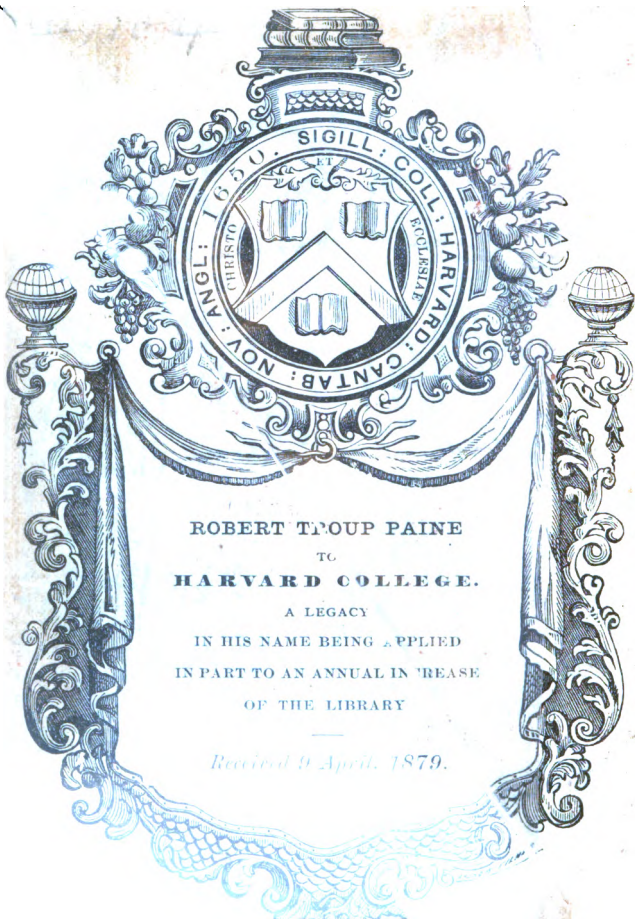 SIGILL : COLL : HARVARD : CANTAB : NOV : ANGL : 1650 .
CHRISTO
ET
ECCLESIAE
ROBERT TROUP PAINE
TO
HARVARD COLLEGE.
A LEGACY
IN HIS NAME BEING APPLIED
IN PART TO AN ANNUAL INCREASE
OF THE LIBRARY
Received 9 April, 1879.